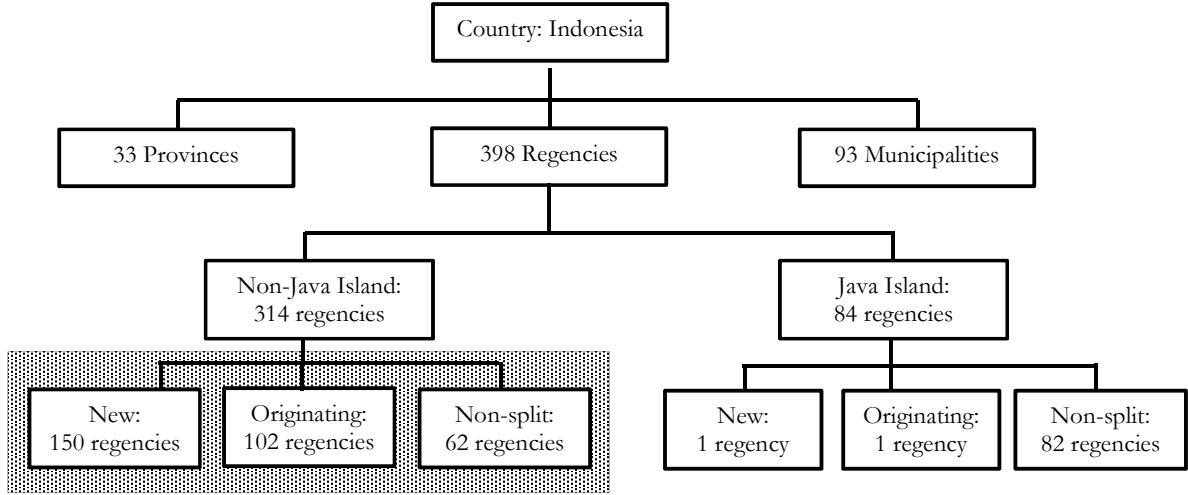 Country: Indonesia
33 Provinces
398 Regencies
93 Municipalities
Non-Java Island:
314 regencies
Java Island:
84 regencies
New:
150 regencies
Originating:
102 regencies
Non-split:
62 regencies
New:
1 regency
Originating:
1 regency
Non-split:
82 regencies